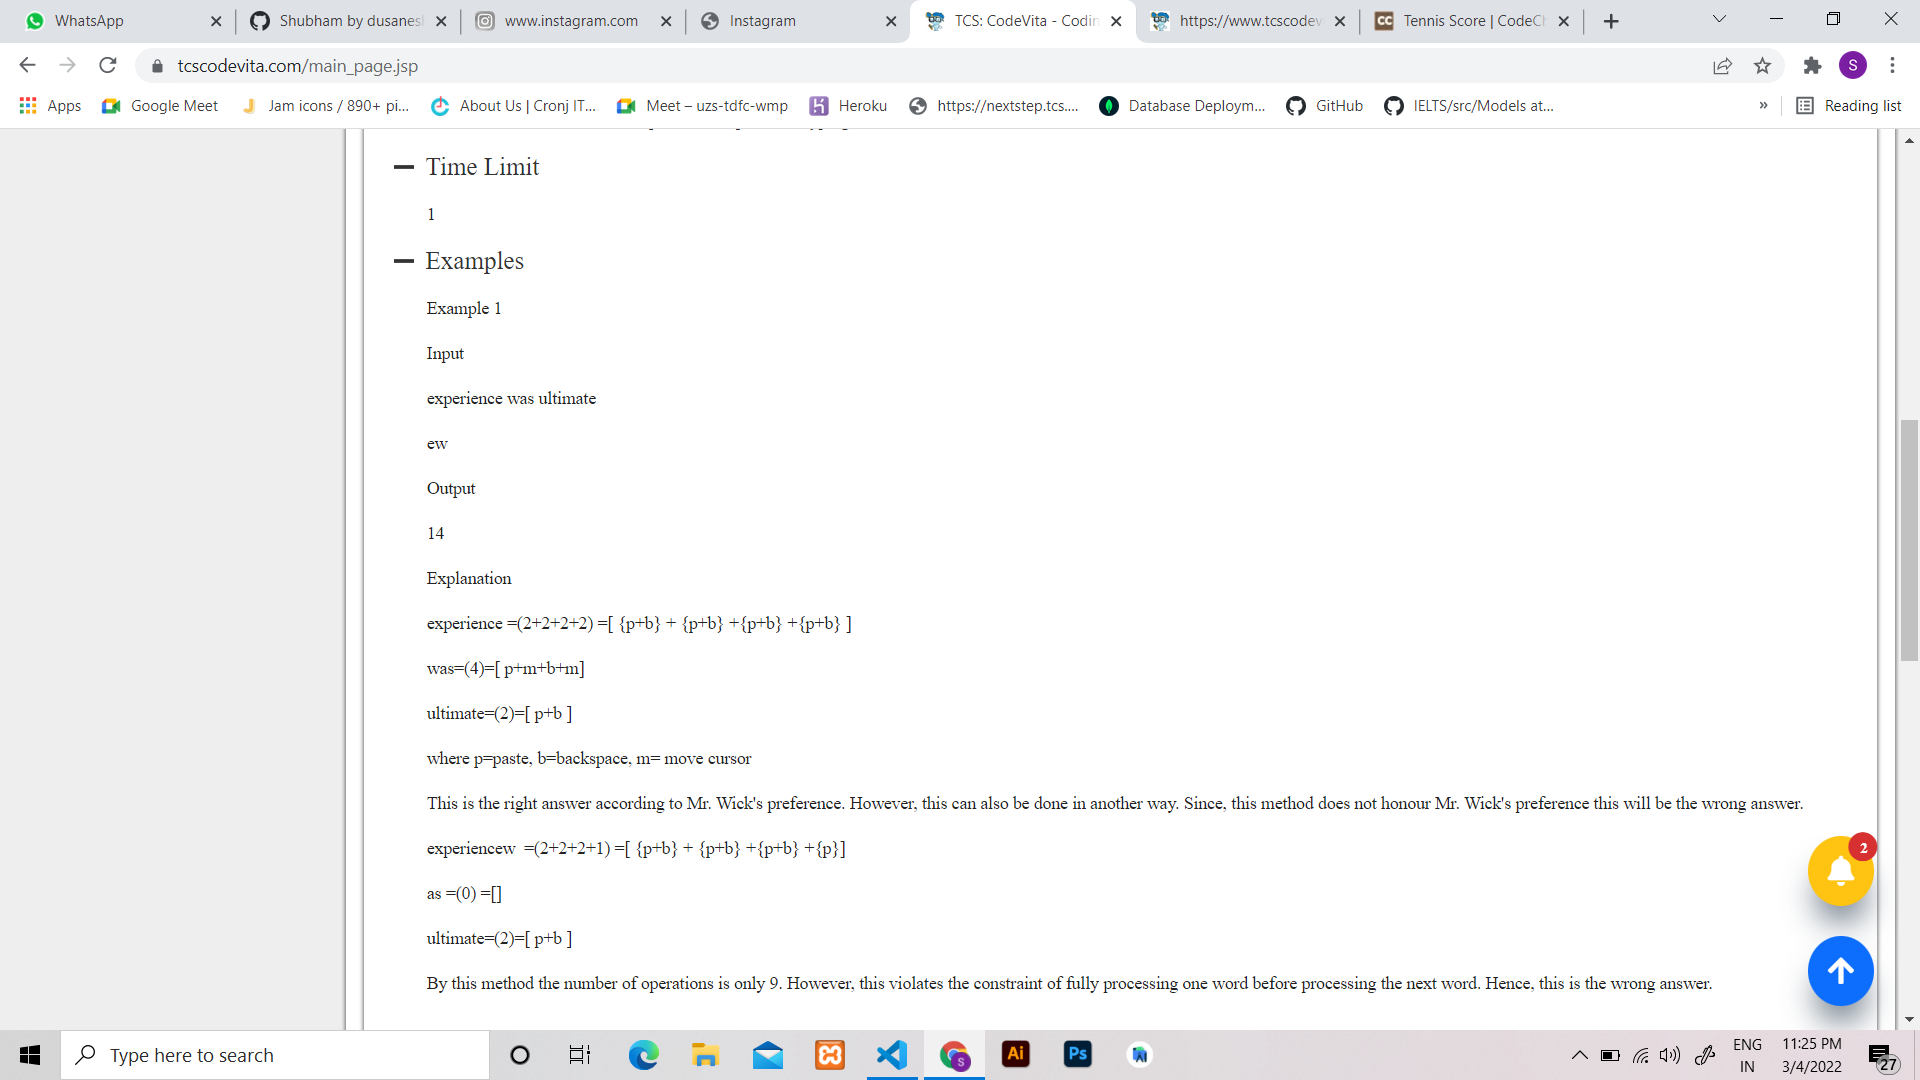 WhatsApp
Shubham by dusanesl
www.instagram.com
Instagram
TCS: CodeVita - Codin
https://www.tcscodev
CC Tennis Score | CodeCh
tcscodevita.com/main_page.jsp
S
Apps
Google Meet
Jam icons / 890+ pi...
About Us | Cronj IT...
Meet – uzs-tdfc-wmp
Heroku
https://nextstep.tcs....
Database Deploym...
GitHub
IELTS/src/Models at...
»
Reading list
Time Limit
1
Examples
Example 1
Input
experience was ultimate
ew
Output
14
Explanation
experience =(2+2+2+2) =[ {p+b} + {p+b} +{p+b} +{p+b} ]
was=(4)=[ p+m+b+m]
ultimate=(2)=[ p+b ]
where p=paste, b=backspace, m= move cursor
This is the right answer according to Mr. Wick's preference. However, this can also be done in another way. Since, this method does not honour Mr. Wick's preference this will be the wrong answer.
experiencew =(2+2+2+1) =[ {p+b} + {p+b} +{p+b} +{p}]
2
as =(0) =[]
ultimate=(2)=[ p+b ]
By this method the number of operations is only 9. However, this violates the constraint of fully processing one word before processing the next word. Hence, this is the wrong answer.
Type here to search
S
Ai
Ps
ENG
IN
11:25 PM
3/4/2022
27